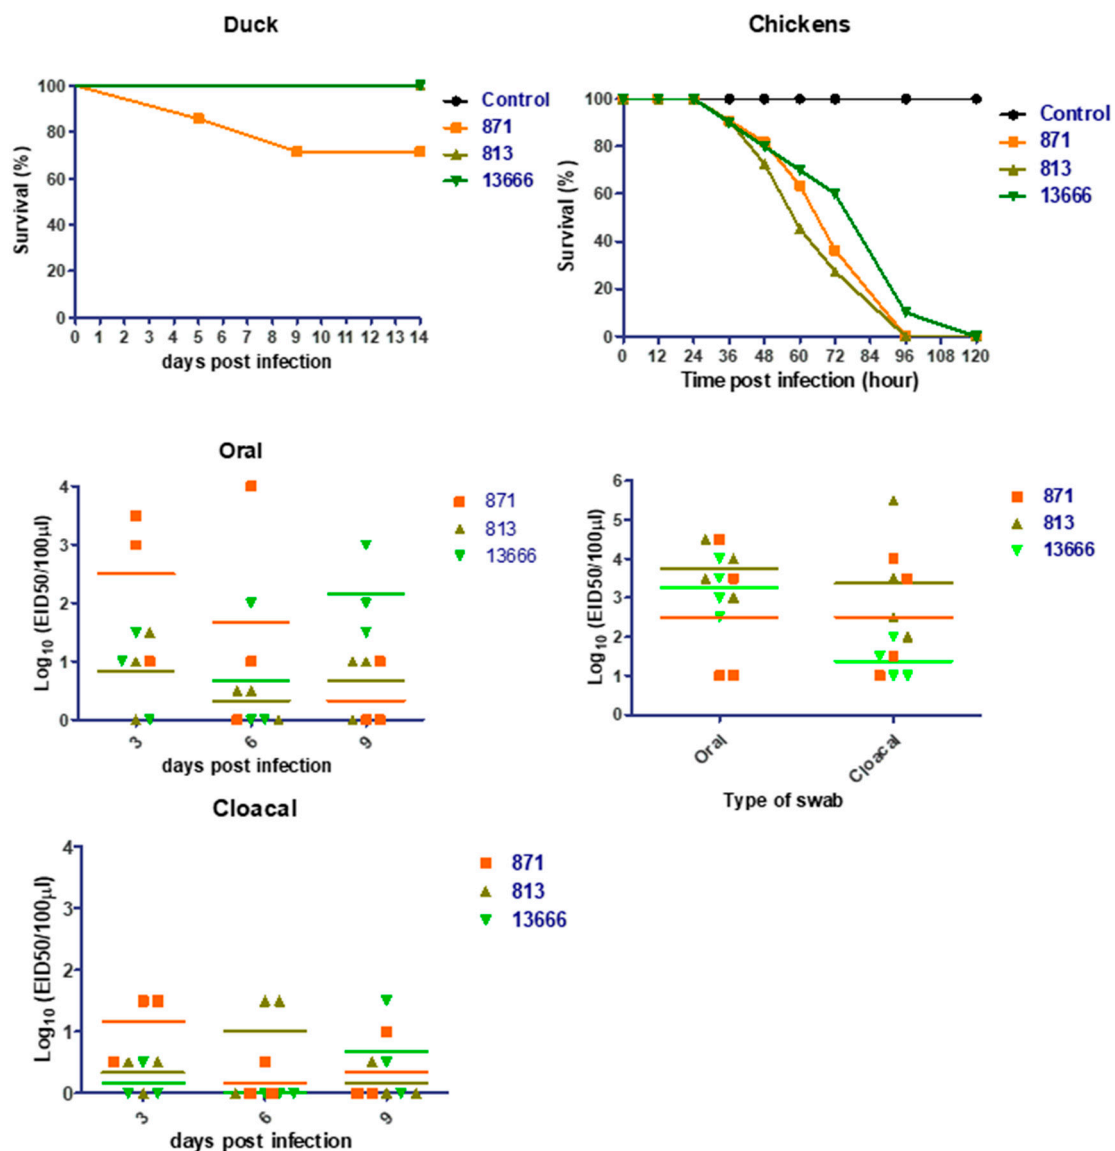 Duck
Survival (%)
100
80
60
40
20
0
0 1 2 3 4 5 6 7 8 9 10 11 12 13 14
days post infection
Control
871
813
13666
Chickens
Survival (%)
100
80
60
40
20
0
0 12 24 36 48 60 72 84 96 108 120
Time post infection (hour)
Control
871
813
13666
Oral
Log10 (EID50/100µl)
4
3
2
1
0
3 6 9
days post infection
871
813
13666
Log10 (EID50/100µl)
6
5
4
3
2
1
0
Oral Cloacal
Type of swab
871
813
13666
Cloacal
Log10 (EID50/100µl)
4
3
2
1
0
3 6 9
days post infection
871
813
13666